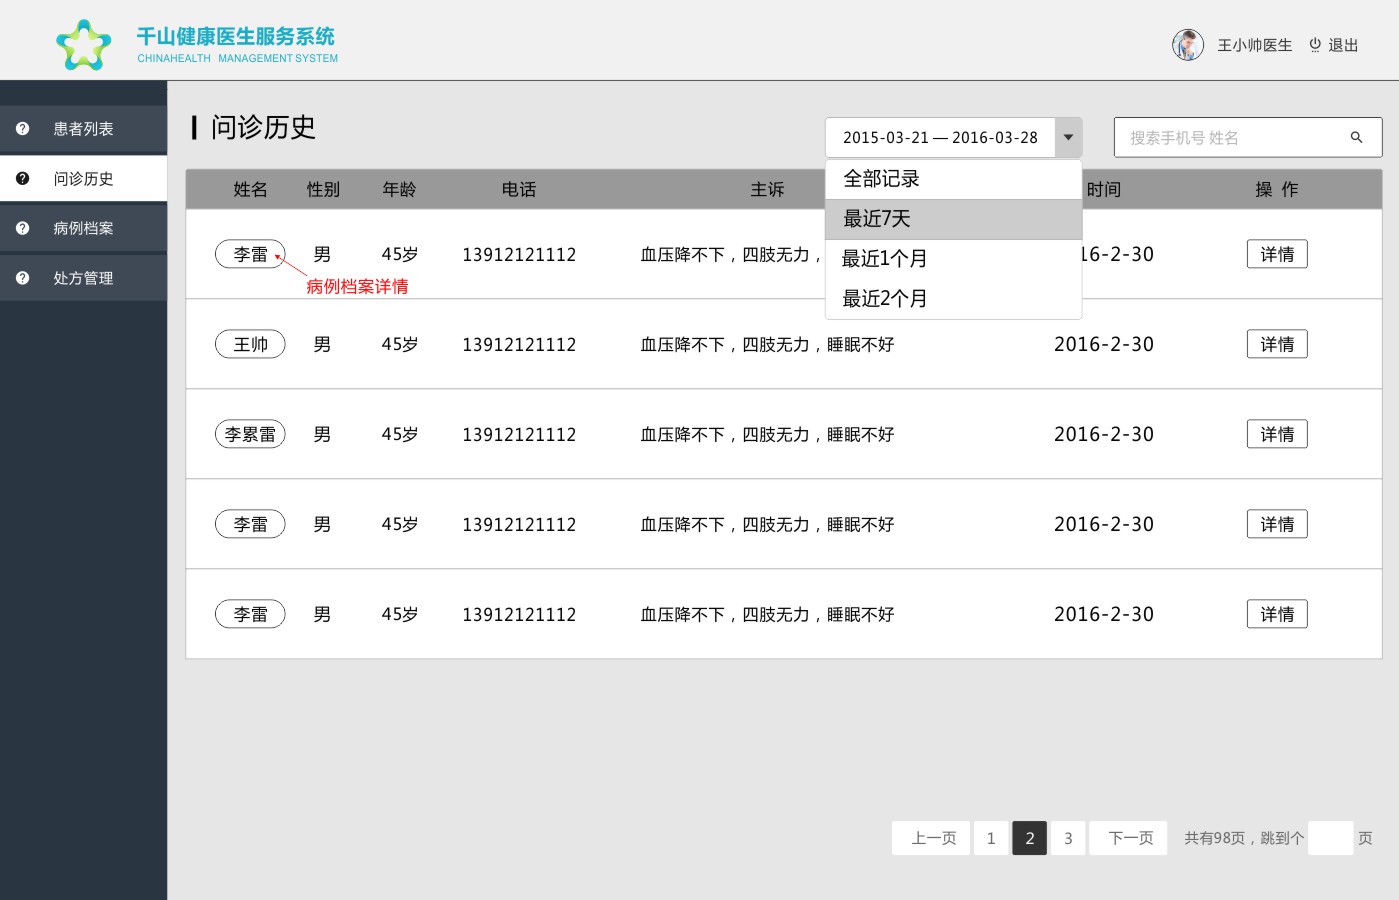 千山健康医生服务系统
CHINAHEALTH MANAGEMENT SYSTEM
王小帅医生 退出
患者列表
问诊历史
病例档案
处方管理
问诊历史
2015-03-21 — 2016-03-28
搜索手机号 姓名
全部记录
最近7天
最近1个月
最近2个月
姓名 性别 年龄 电话 主诉 时间 操 作
李雷 男 45岁 13912121112 血压降不下，四肢无力， 16-2-30 详情
病例档案详情
王帅 男 45岁 13912121112 血压降不下，四肢无力，睡眠不好 2016-2-30 详情
李累雷 男 45岁 13912121112 血压降不下，四肢无力，睡眠不好 2016-2-30 详情
李雷 男 45岁 13912121112 血压降不下，四肢无力，睡眠不好 2016-2-30 详情
李雷 男 45岁 13912121112 血压降不下，四肢无力，睡眠不好 2016-2-30 详情
上一页 1 2 3 下一页 共有98页，跳到个 页